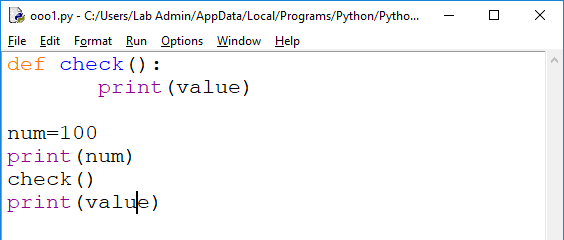 ooo1.py - C:/Users/Lab Admin/AppData/Local/Programs/Python/Pytho...
File Edit Format Run Options Window Help
def check():
        print(value)

num=100
print(num)
check()
print(value)